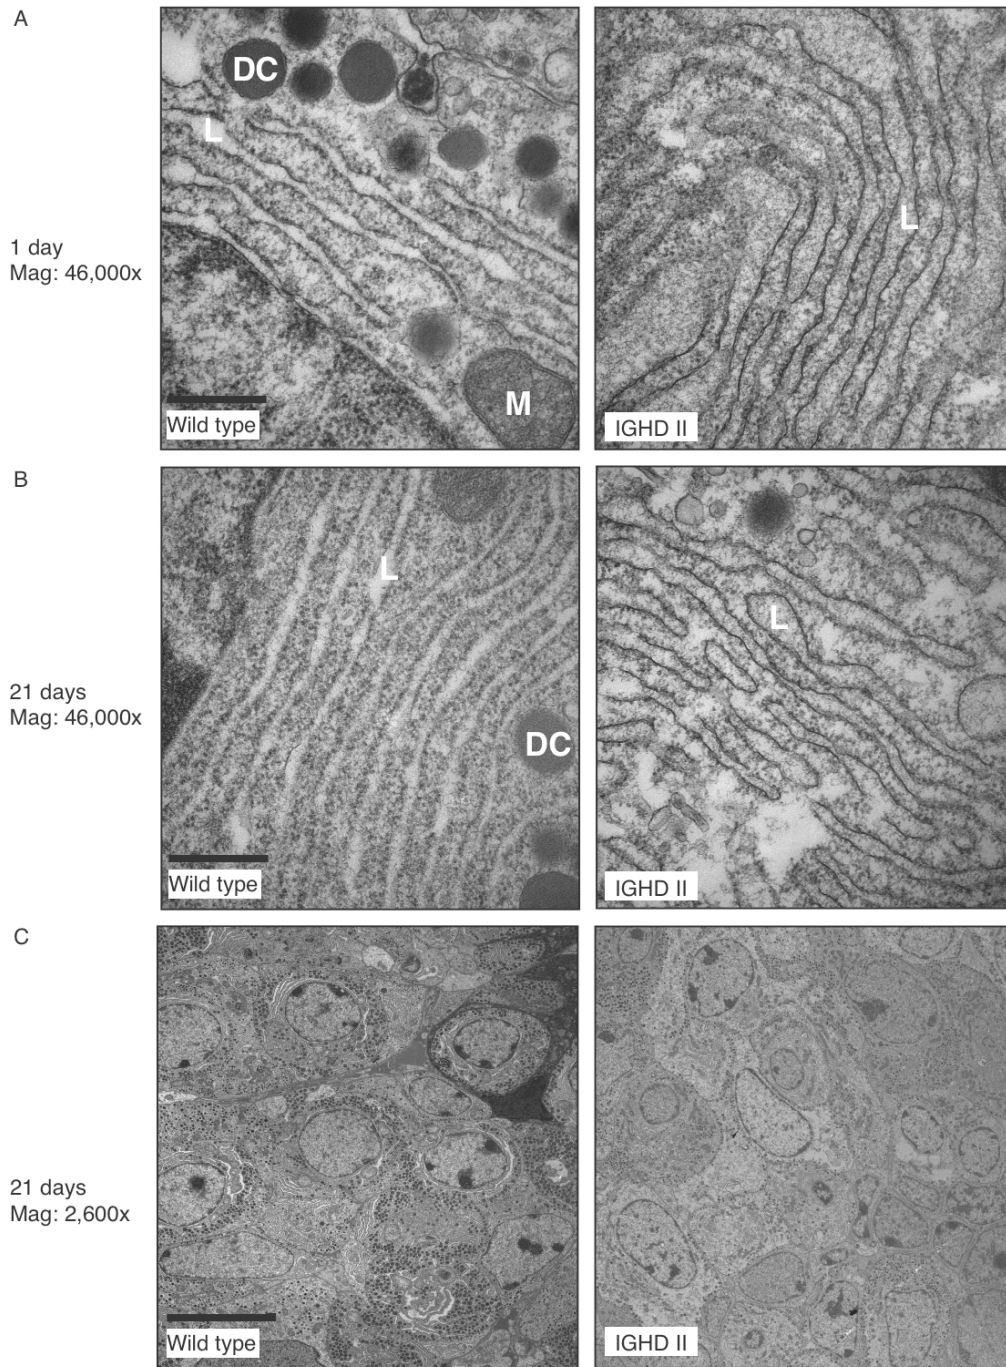 A
DC
L
L
1 day
Mag: 46,000x
M
Wild type
IGHD II
B
L
L
21 days
Mag: 46,000x
DC
Wild type
IGHD II
C
21 days
Mag: 2,600x
Wild type
IGHD II